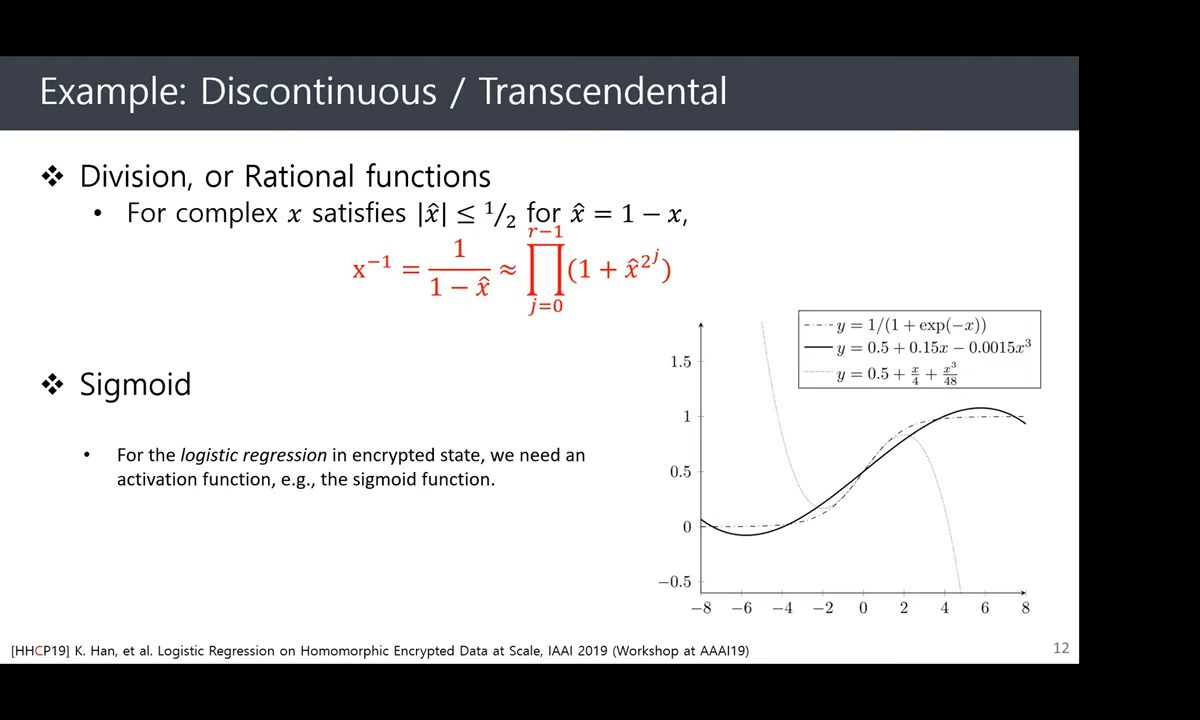 Example: Discontinuous / Transcendental
❖ Division, or Rational functions
• For complex x satisfies |x̂| ≤ 1/2 for x̂ = 1 − x,
x⁻¹ = 1/(1 − x̂) ≈ ∏_{j=0}^{r−1} (1 + x̂^{2^j})
❖ Sigmoid
• For the logistic regression in encrypted state, we need an
activation function, e.g., the sigmoid function.
y = 1/(1 + exp(−x))
y = 0.5 + 0.15x − 0.0015x³
y = 0.5 + x/4 + x³/48
1.5
1
0.5
0
−0.5
−8 −6 −4 −2 0 2 4 6 8
[HHCP19] K. Han, et al. Logistic Regression on Homomorphic Encrypted Data at Scale, IAAI 2019 (Workshop at AAAI19)
12